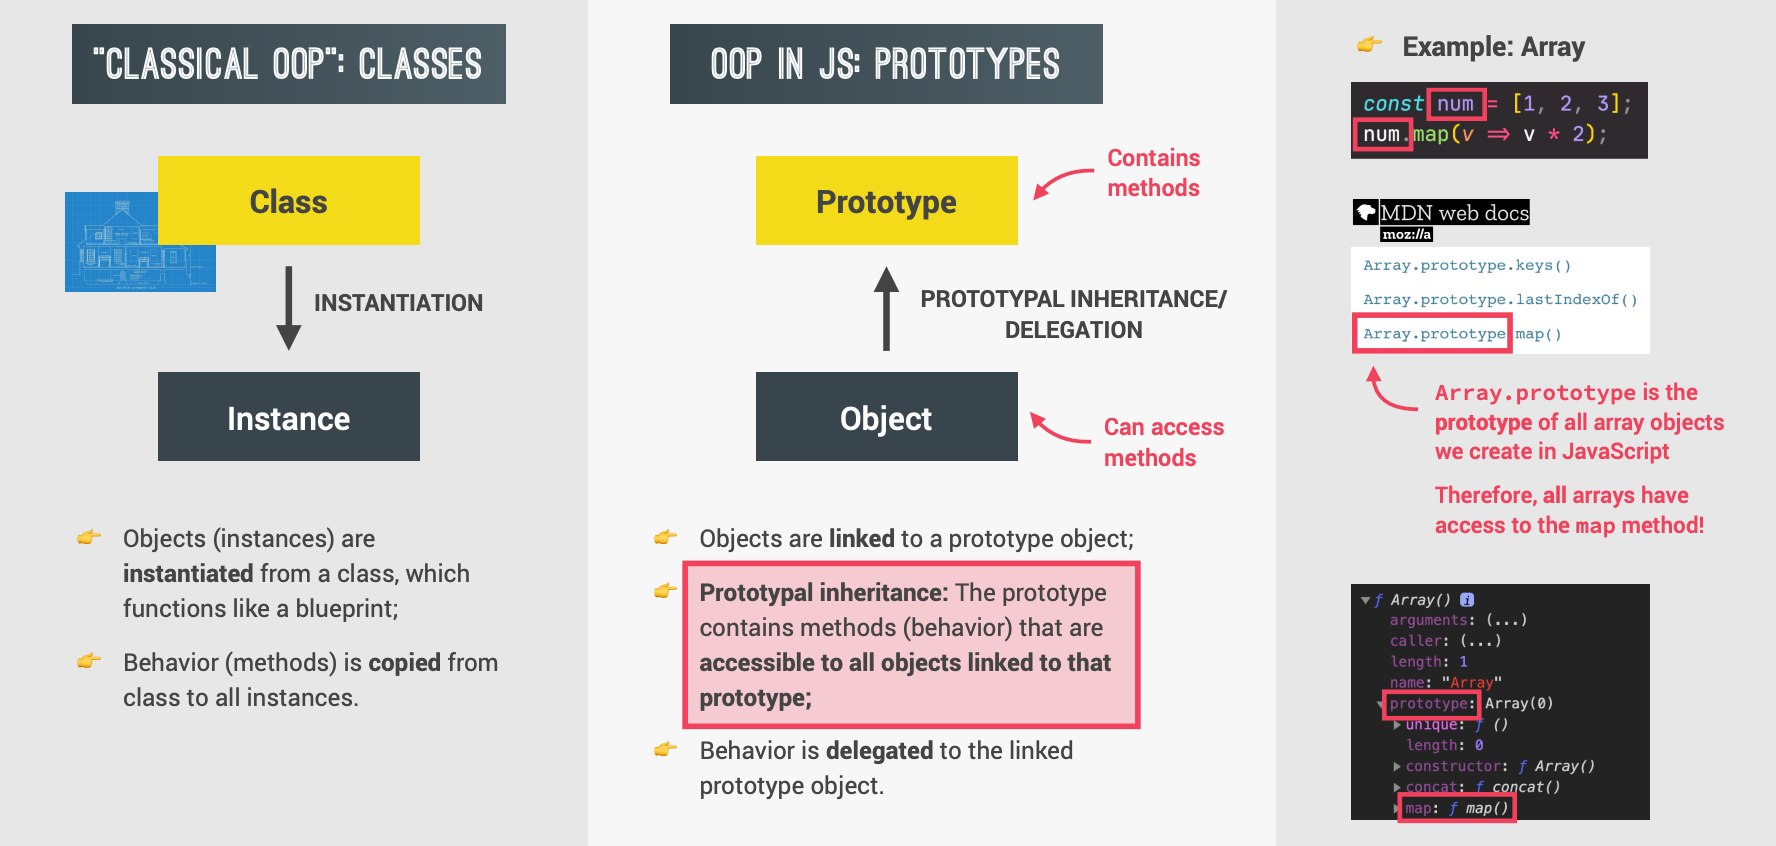 "CLASSICAL OOP": CLASSES
Class
INSTANTIATION
Instance
👉 Objects (instances) are
instantiated from a class, which
functions like a blueprint;
👉 Behavior (methods) is copied from
class to all instances.
OOP IN JS: PROTOTYPES
Prototype
Contains
methods
PROTOTYPAL INHERITANCE/
DELEGATION
Object
Can access
methods
👉 Objects are linked to a prototype object;
👉 Prototypal inheritance: The prototype
contains methods (behavior) that are
accessible to all objects linked to that
prototype;
👉 Behavior is delegated to the linked
prototype object.
👉 Example: Array
const num = [1, 2, 3];
num.map(v => v * 2);
MDN web docs
moz://a
Array.prototype.keys()
Array.prototype.lastIndexOf()
Array.prototype.map()
Array.prototype is the
prototype of all array objects
we create in JavaScript
Therefore, all arrays have
access to the map method!
▼ ƒ Array() i
arguments: (...)
caller: (...)
length: 1
name: "Array"
▼ prototype: Array(0)
▶ unique: ƒ ()
length: 0
▶ constructor: ƒ Array()
▶ concat: ƒ concat()
▶ map: ƒ map()